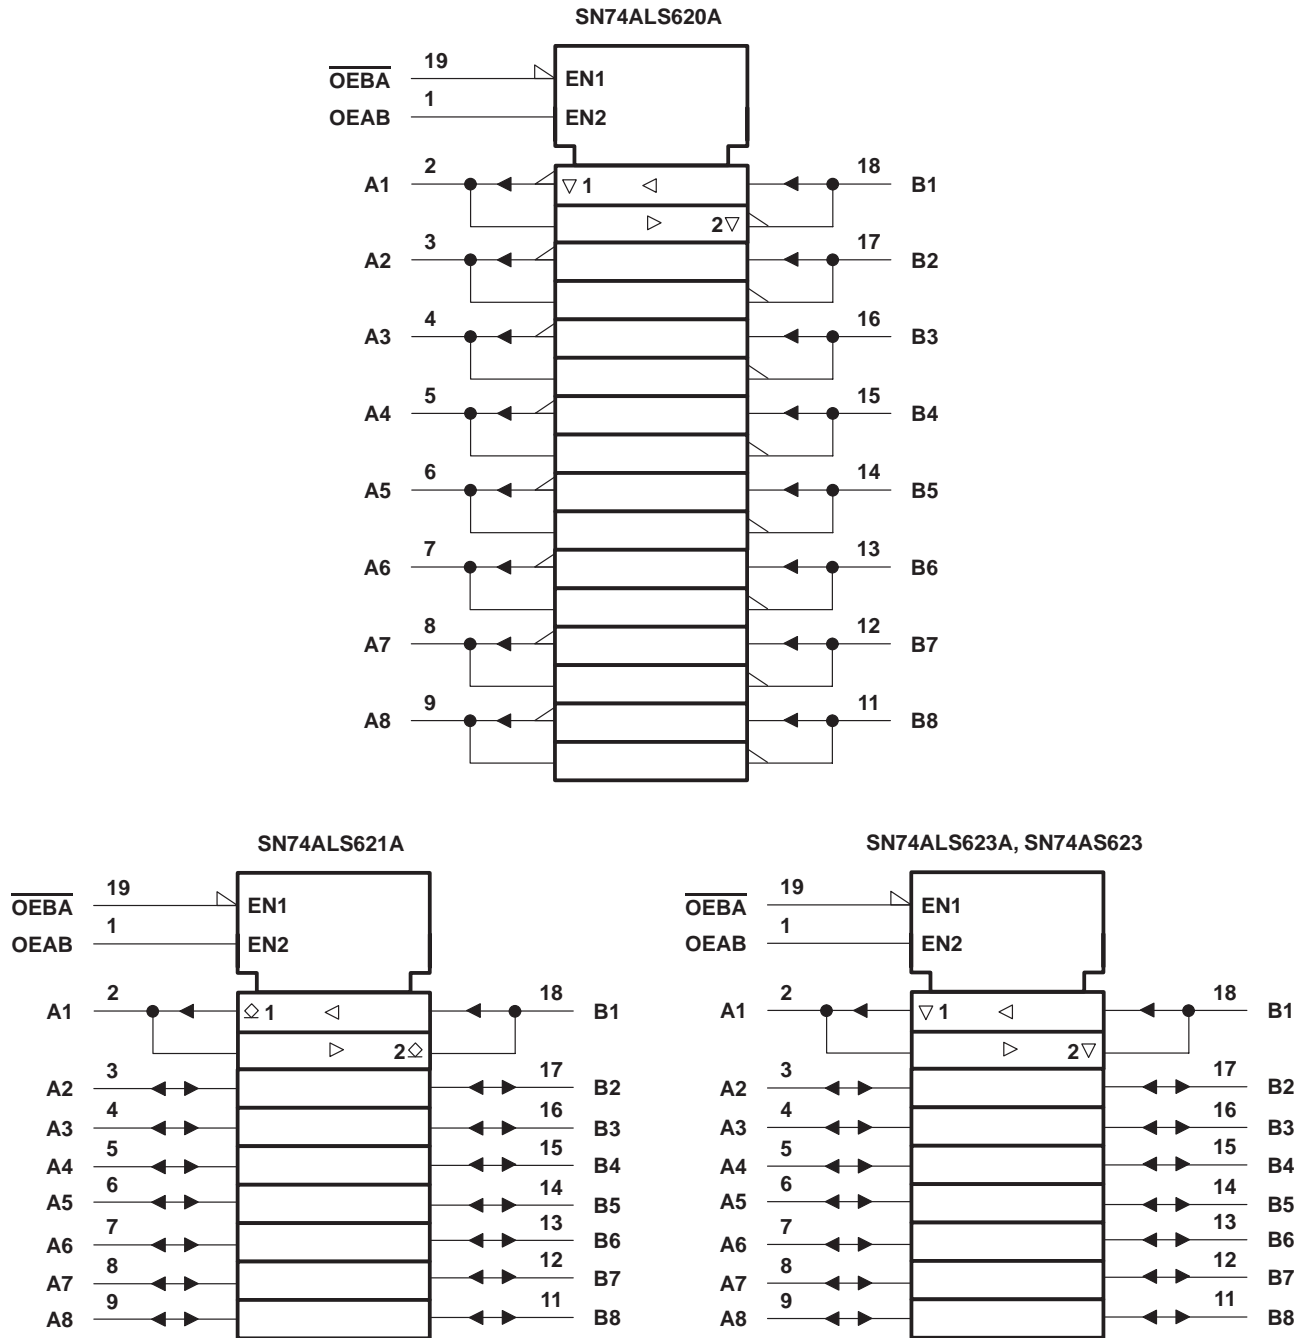 SN74ALS620A
OEBA 19 EN1
OEAB 1 EN2
A1 2 ▽ 1 ◁ 18 B1
▷ 2 ▽
A2 3 17 B2
A3 4 16 B3
A4 5 15 B4
A5 6 14 B5
A6 7 13 B6
A7 8 12 B7
A8 9 11 B8
SN74ALS621A
OEBA 19 EN1
OEAB 1 EN2
A1 2 1 ◁ 18 B1
▷ 2
A2 3 17 B2
A3 4 16 B3
A4 5 15 B4
A5 6 14 B5
A6 7 13 B6
A7 8 12 B7
A8 9 11 B8
SN74ALS623A, SN74AS623
OEBA 19 EN1
OEAB 1 EN2
A1 2 ▽ 1 ◁ 18 B1
▷ 2 ▽
A2 3 17 B2
A3 4 16 B3
A4 5 15 B4
A5 6 14 B5
A6 7 13 B6
A7 8 12 B7
A8 9 11 B8